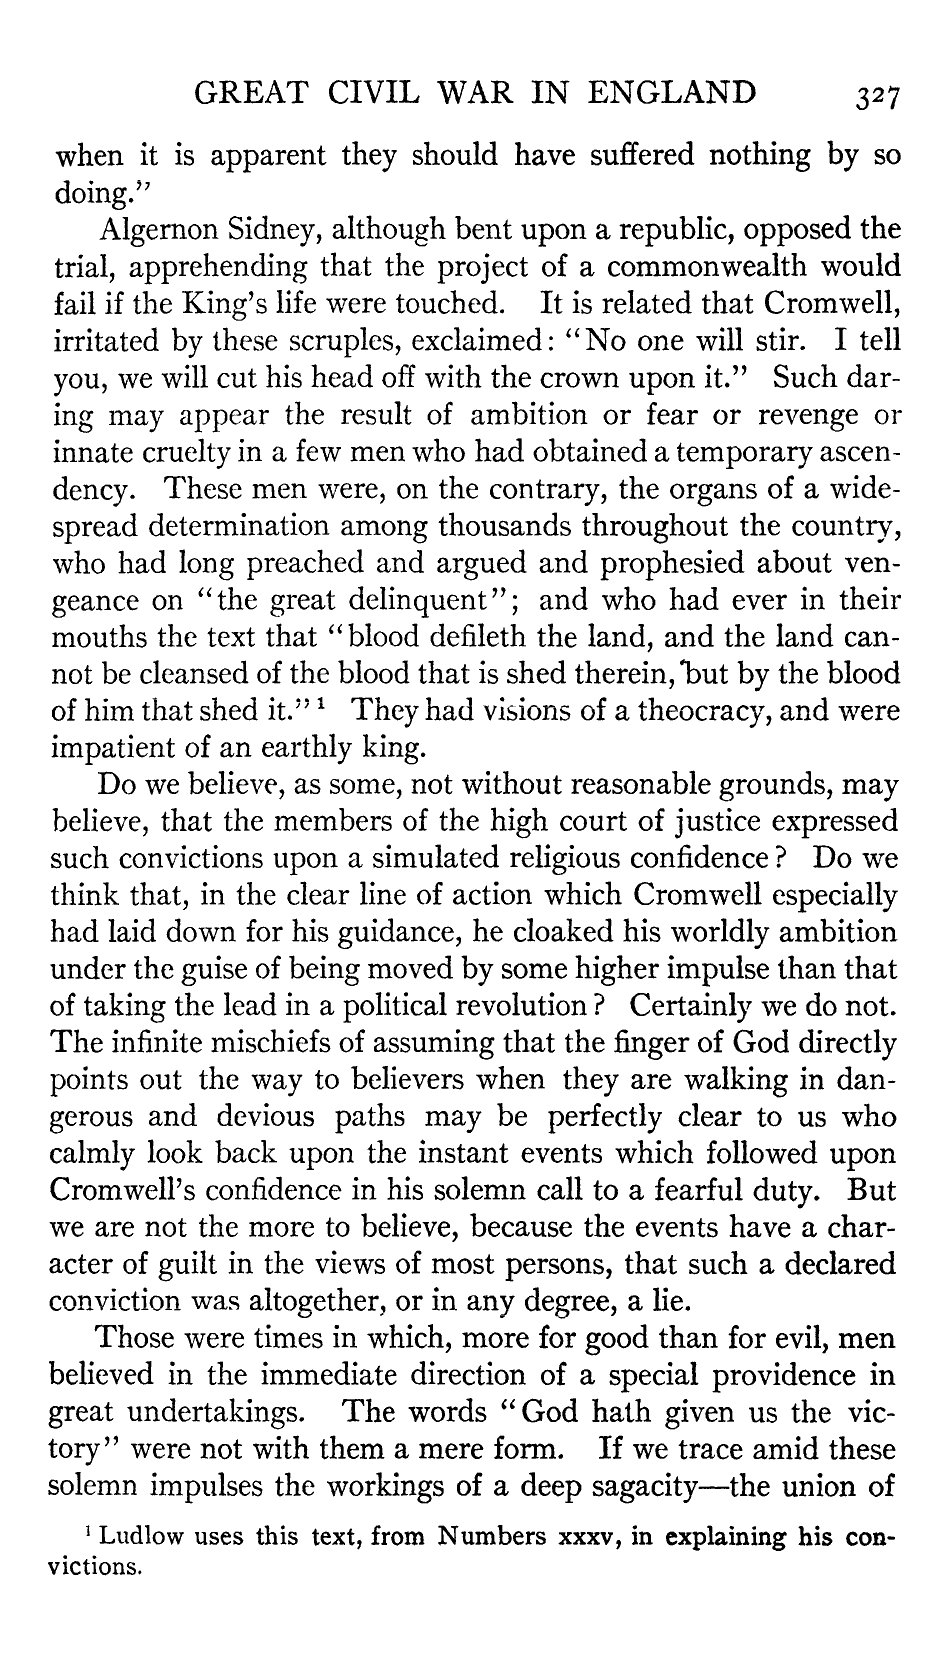 GREAT CIVIL WAR IN ENGLAND 327
when it is apparent they should have suffered nothing by so
doing."
Algernon Sidney, although bent upon a republic, opposed the
trial, apprehending that the project of a commonwealth would
fail if the King's life were touched. It is related that Cromwell,
irritated by these scruples, exclaimed: "No one will stir. I tell
you, we will cut his head off with the crown upon it." Such dar-
ing may appear the result of ambition or fear or revenge or
innate cruelty in a few men who had obtained a temporary ascen-
dency. These men were, on the contrary, the organs of a wide-
spread determination among thousands throughout the country,
who had long preached and argued and prophesied about ven-
geance on "the great delinquent"; and who had ever in their
mouths the text that "blood defileth the land, and the land can-
not be cleansed of the blood that is shed therein, but by the blood
of him that shed it." ¹ They had visions of a theocracy, and were
impatient of an earthly king.
Do we believe, as some, not without reasonable grounds, may
believe, that the members of the high court of justice expressed
such convictions upon a simulated religious confidence? Do we
think that, in the clear line of action which Cromwell especially
had laid down for his guidance, he cloaked his worldly ambition
under the guise of being moved by some higher impulse than that
of taking the lead in a political revolution? Certainly we do not.
The infinite mischiefs of assuming that the finger of God directly
points out the way to believers when they are walking in dan-
gerous and devious paths may be perfectly clear to us who
calmly look back upon the instant events which followed upon
Cromwell's confidence in his solemn call to a fearful duty. But
we are not the more to believe, because the events have a char-
acter of guilt in the views of most persons, that such a declared
conviction was altogether, or in any degree, a lie.
Those were times in which, more for good than for evil, men
believed in the immediate direction of a special providence in
great undertakings. The words "God hath given us the vic-
tory" were not with them a mere form. If we trace amid these
solemn impulses the workings of a deep sagacity—the union of
¹ Ludlow uses this text, from Numbers xxxv, in explaining his con-
victions.